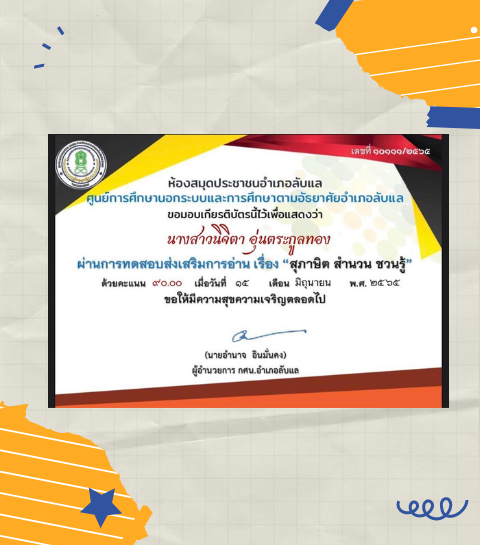 เลขที่ ๑๐๑๑๑/๒๕๖๕
ห้องสมุดประชาชนอำเภอลับแล
ศูนย์การศึกษานอกระบบและการศึกษาตามอัธยาศัยอำเภอลับแล
ขอมอบเกียรติบัตรนี้ไว้เพื่อแสดงว่า
นางสาวนิจิดา อุ่นตระกูลทอง
ผ่านการทดสอบส่งเสริมการอ่าน เรื่อง “สุภาษิต สำนวน ชวนรู้”
ด้วยคะแนน ๙๐.๐๐ เมื่อวันที่ ๑๕ เดือน มิถุนายน พ.ศ. ๒๕๖๕
ขอให้มีความสุขความเจริญตลอดไป
(นายอำนาจ อินมั่นคง)
ผู้อำนวยการ กศน.อำเภอลับแล